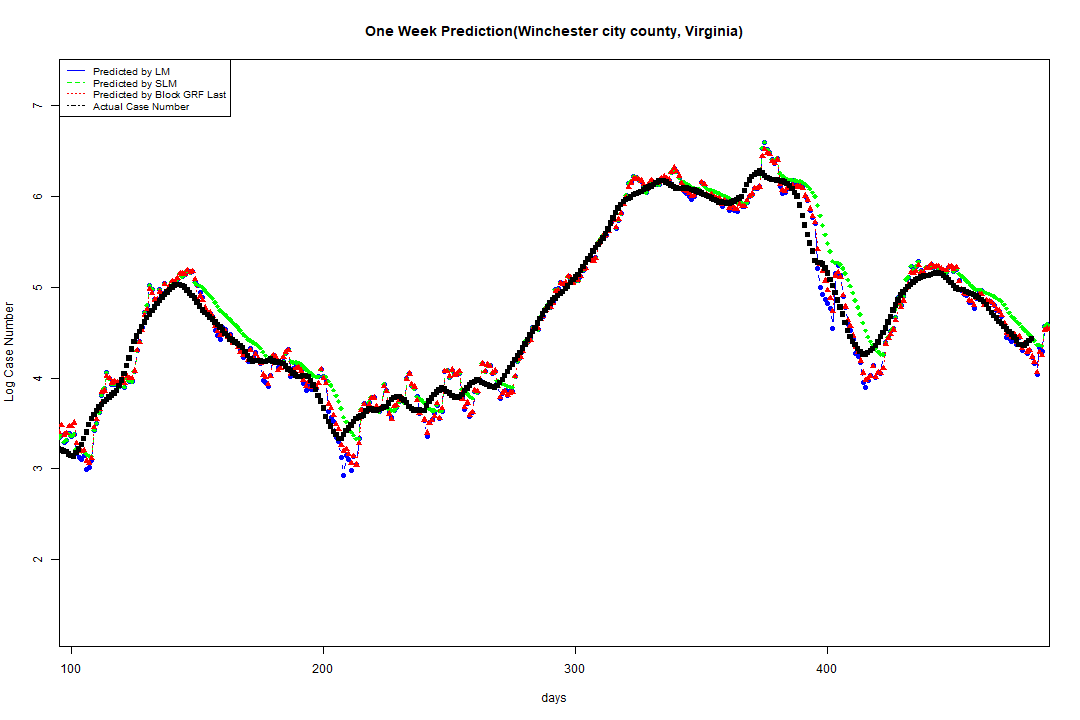 One Week Prediction(Winchester city county, Virginia)
Predicted by LM
Predicted by SLM
Predicted by Block GRF Last
Actual Case Number
7
6
5
4
3
2
Log Case Number
100 200 300 400
days